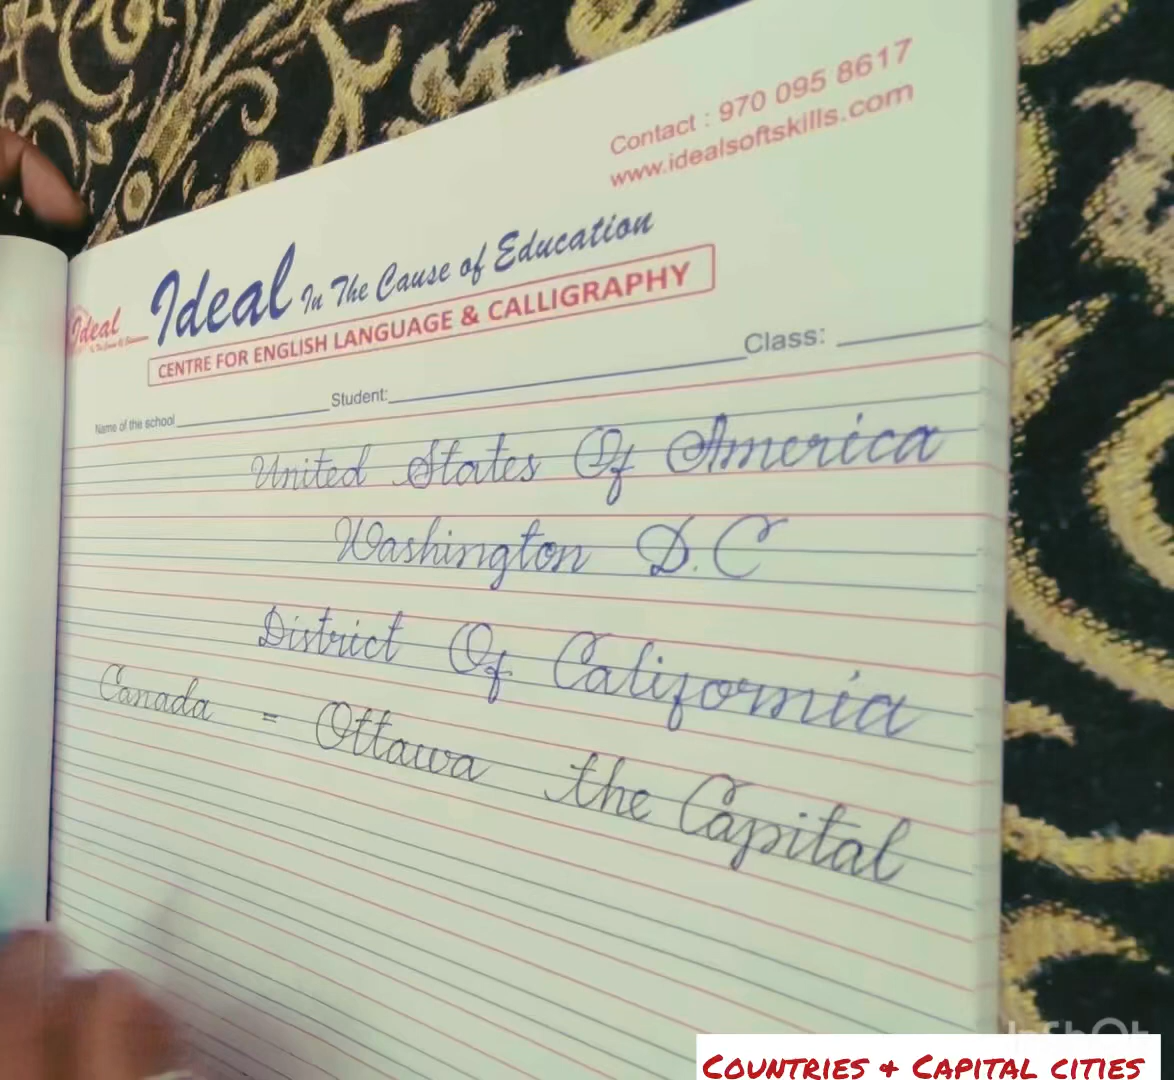 Contact : 970 095 8617
www.idealsoftskills.com
Ideal
Ideal In The Cause of Education
CENTRE FOR ENGLISH LANGUAGE & CALLIGRAPHY
Name of the school Student: Class:
United States Of America
Washington D.C
District Of California
Canada = Ottawa the Capital
COUNTRIES & CAPITAL CITIES